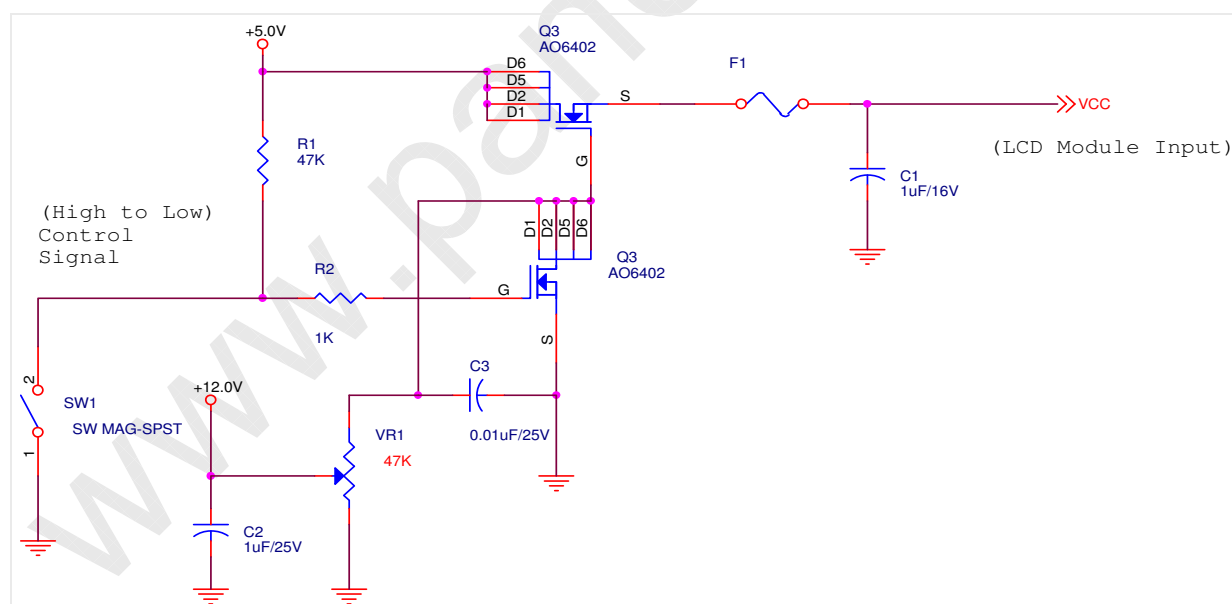 +5.0V
Q3
AO6402
D6
D5
D2
D1
S
G
F1
VCC
(LCD Module Input)
C1
1uF/16V
R1
47K
(High to Low)
Control
Signal
R2
1K
G
D1
D2
D5
D6
Q3
AO6402
S
2
SW1
SW MAG-SPST
1
+12.0V
C3
0.01uF/25V
VR1
47K
C2
1uF/25V